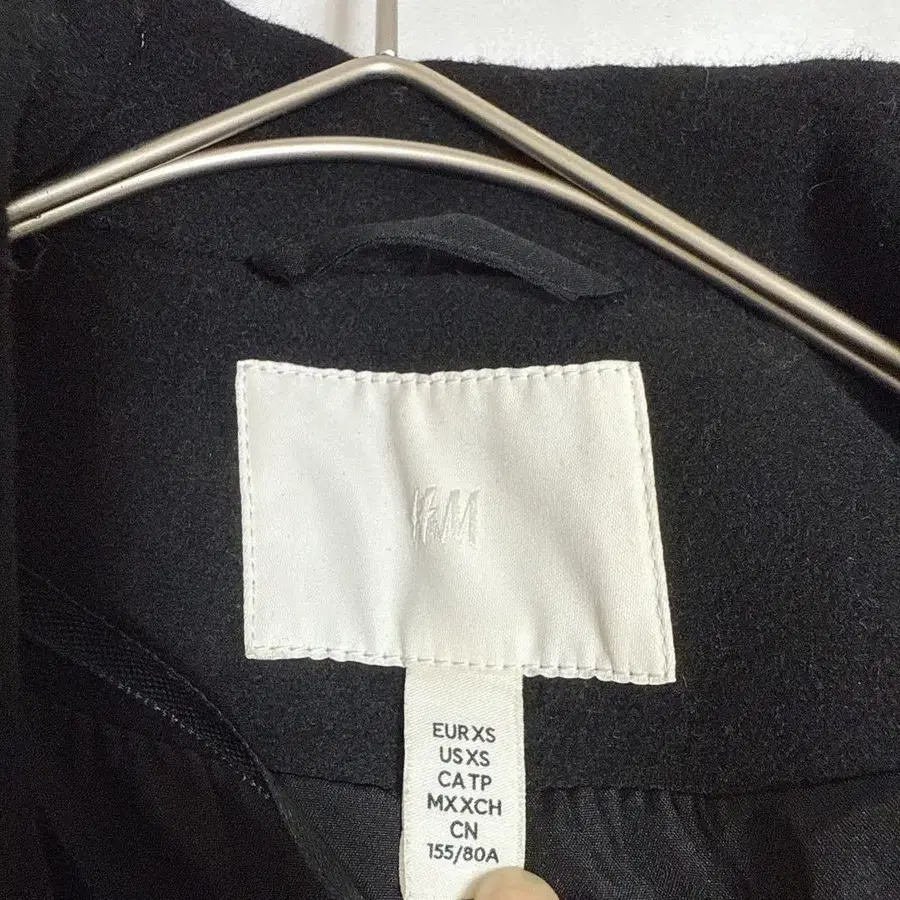 H&M
EUR XS
US XS
CA TP
MX XCH
CN
155/80A